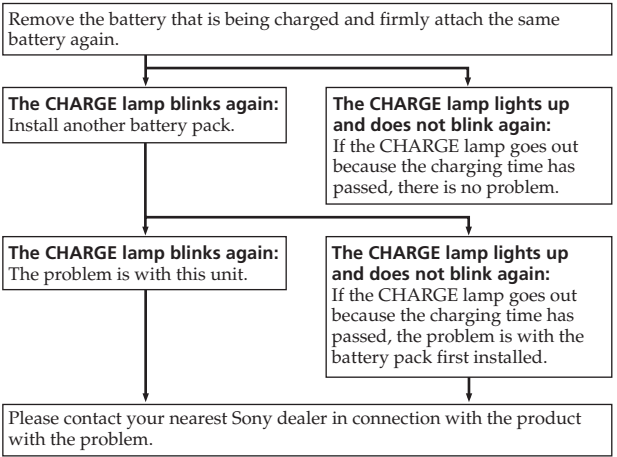 Remove the battery that is being charged and firmly attach the same
battery again.
The CHARGE lamp blinks again:
Install another battery pack.
The CHARGE lamp lights up
and does not blink again:
If the CHARGE lamp goes out
because the charging time has
passed, there is no problem.
The CHARGE lamp blinks again:
The problem is with this unit.
The CHARGE lamp lights up
and does not blink again:
If the CHARGE lamp goes out
because the charging time has
passed, the problem is with the
battery pack first installed.
Please contact your nearest Sony dealer in connection with the product
with the problem.